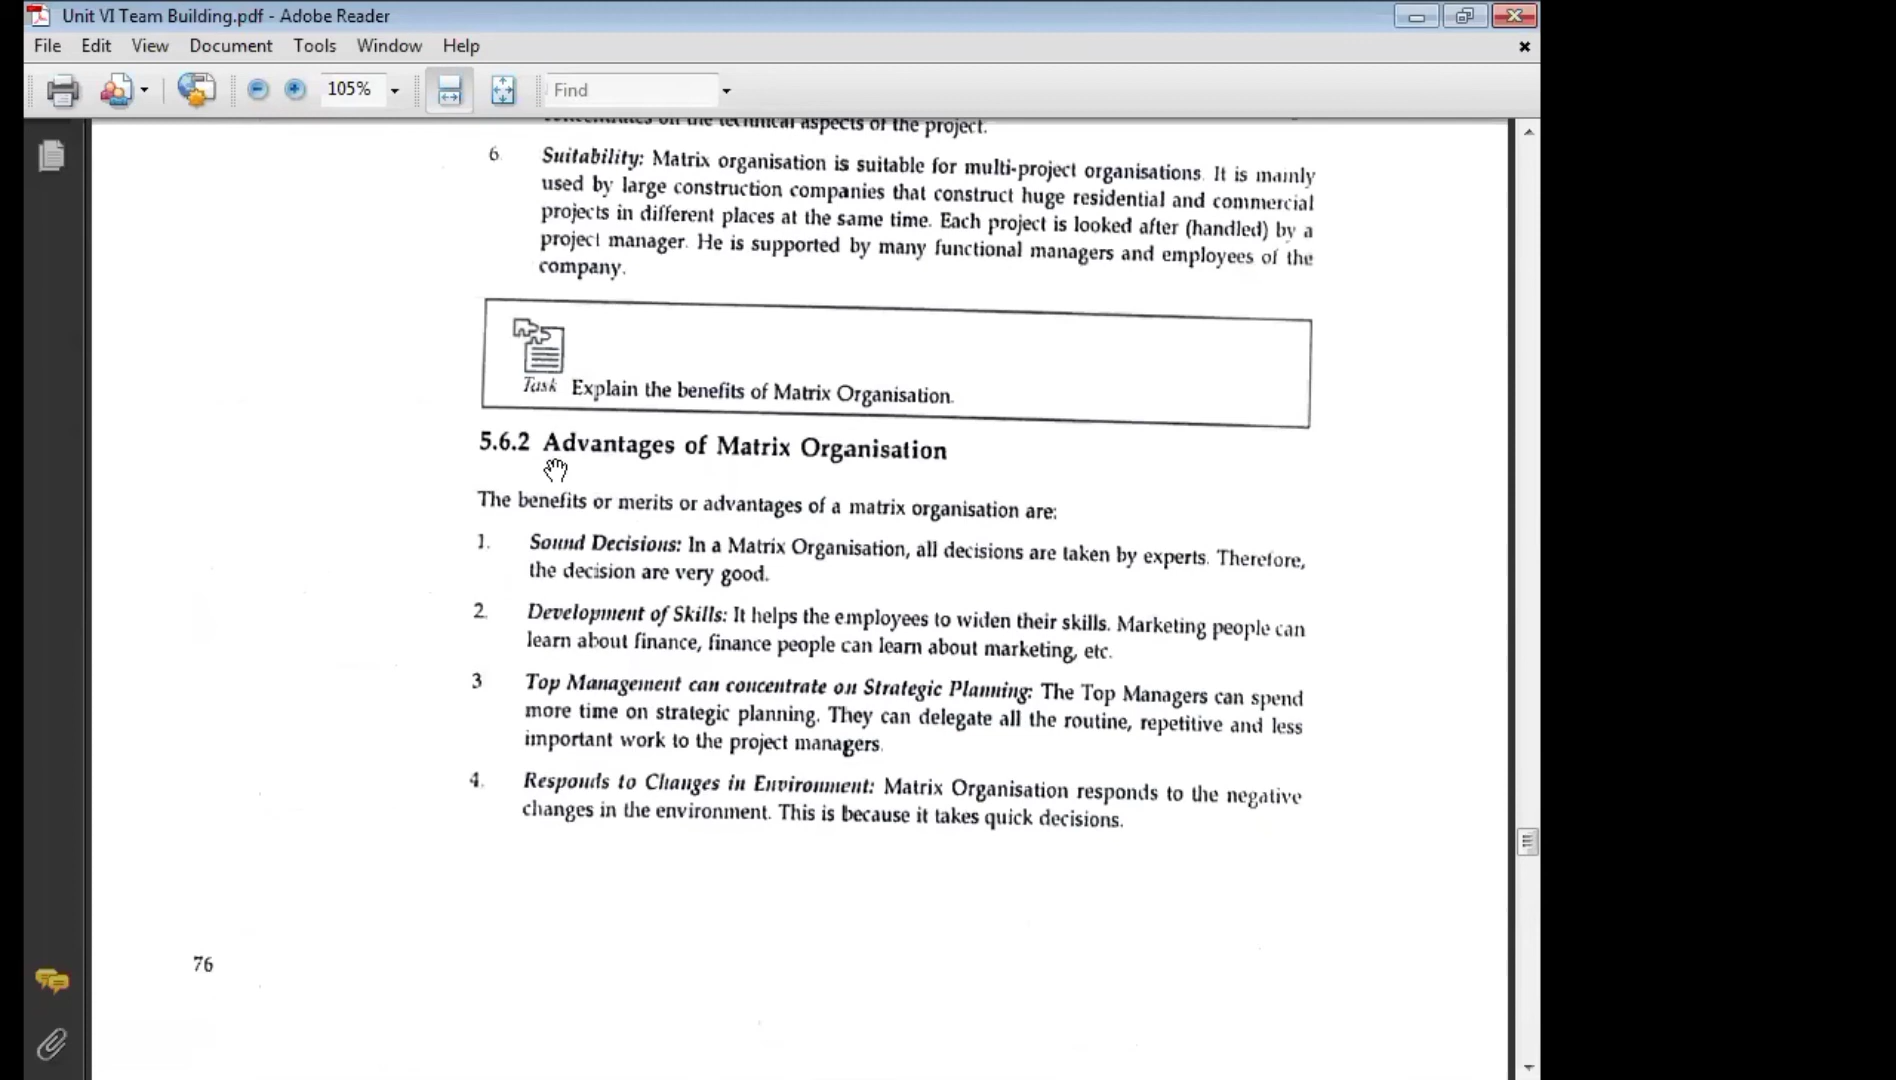 Unit VI Team Building.pdf - Adobe Reader
File Edit View Document Tools Window Help
105% Find
concentrates on the technical aspects of the project.
6. Suitability: Matrix organisation is suitable for multi-project organisations. It is mainly
used by large construction companies that construct huge residential and commercial
projects in different places at the same time. Each project is looked after (handled) by a
project manager. He is supported by many functional managers and employees of the
company.
Task Explain the benefits of Matrix Organisation.
5.6.2 Advantages of Matrix Organisation
The benefits or merits or advantages of a matrix organisation are:
1. Sound Decisions: In a Matrix Organisation, all decisions are taken by experts. Therefore,
the decision are very good.
2. Development of Skills: It helps the employees to widen their skills. Marketing people can
learn about finance, finance people can learn about marketing, etc.
3 Top Management can concentrate on Strategic Planning: The Top Managers can spend
more time on strategic planning. They can delegate all the routine, repetitive and less
important work to the project managers.
4. Responds to Changes in Environment: Matrix Organisation responds to the negative
changes in the environment. This is because it takes quick decisions.
76